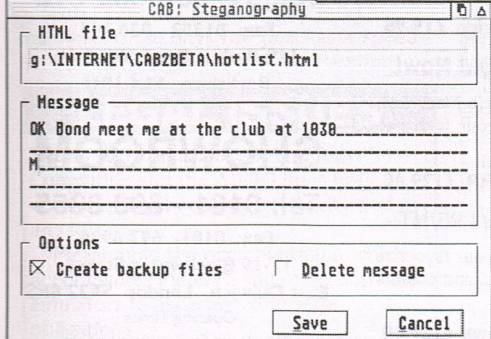 CAB: Steganography
HTML file
g:\INTERNET\CAB2BETA\hotlist.html
Message
OK Bond meet me at the club at 1030
M
Options
Create backup files Delete message
Save Cancel